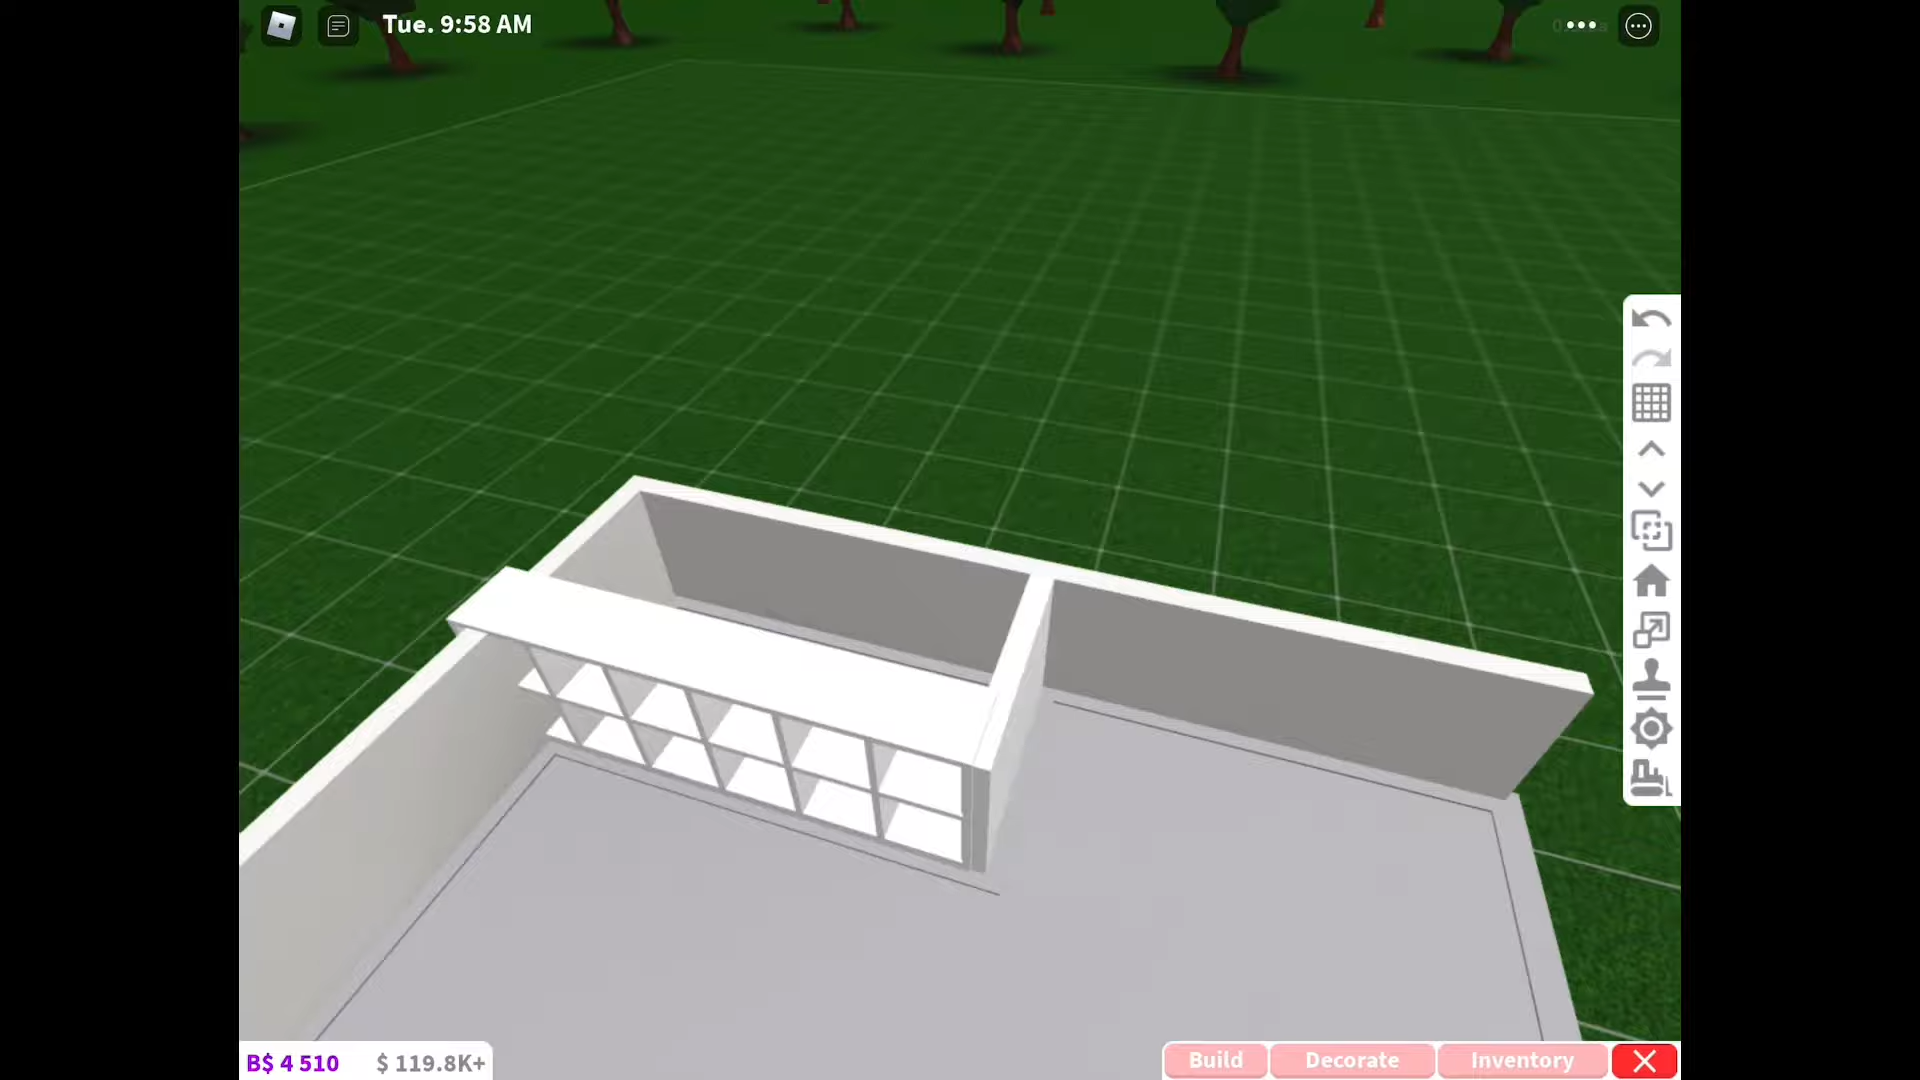 Tue. 9:58 AM
B$ 4 510
$ 119.8K+
Build
Decorate
Inventory